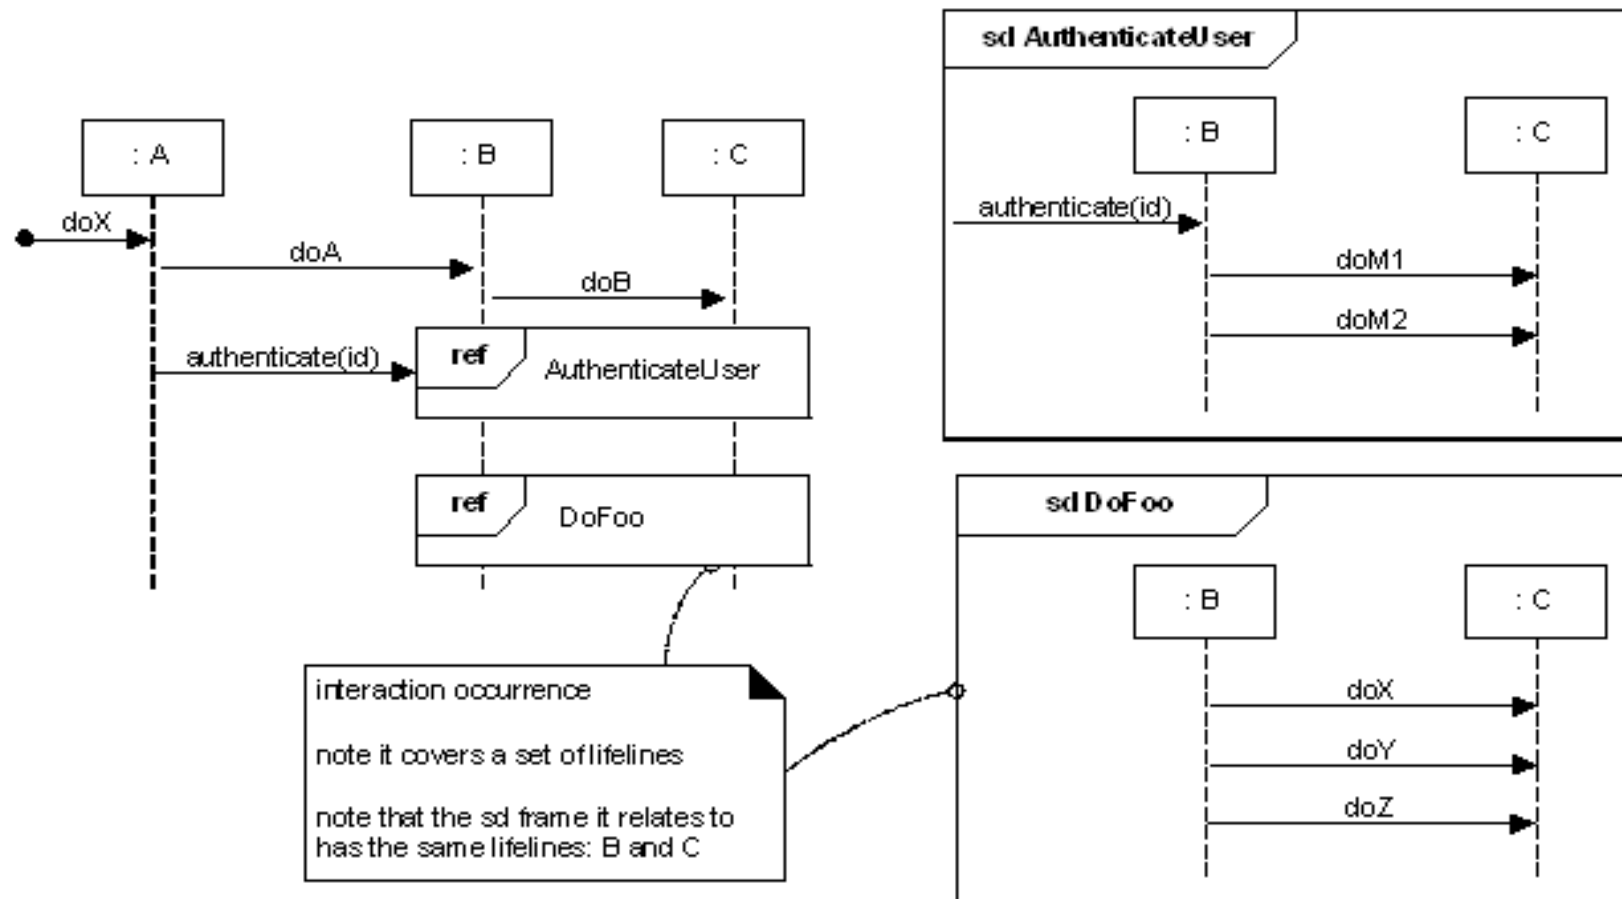 : A
: B
: C
doX
doA
doB
authenticate(id)
ref
AuthenticateUser
ref
DoFoo
interaction occurrence
note it covers a set of lifelines
note that the sd frame it relates to
has the same lifelines: B and C
sd AuthenticateUser
: B
: C
authenticate(id)
doM1
doM2
sd DoFoo
: B
: C
doX
doY
doZ